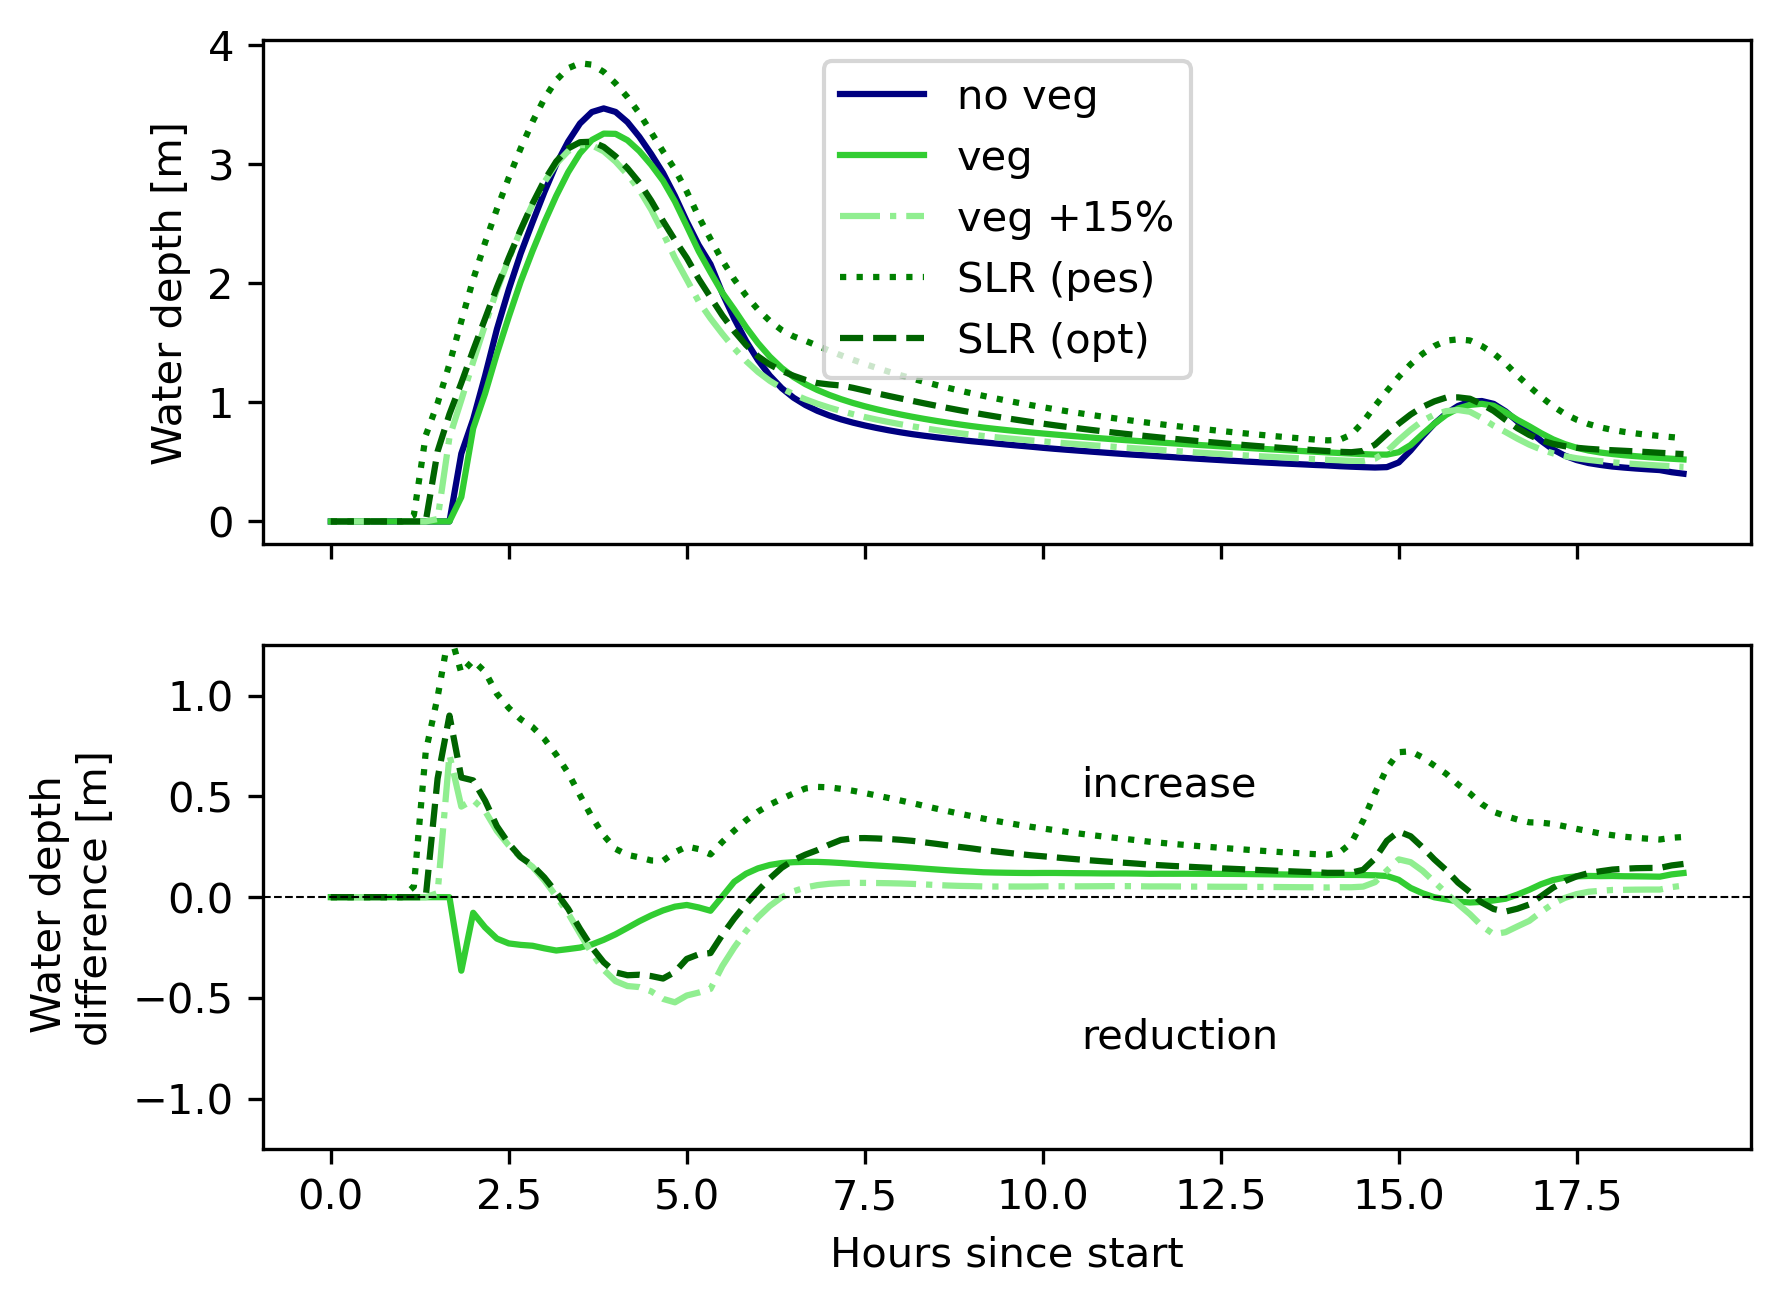 4
3
2
1
0
Water depth [m]
no veg
veg
veg +15%
SLR (pes)
SLR (opt)
1.0
0.5
0.0
−0.5
−1.0
Water depth
difference [m]
increase
reduction
0.0 2.5 5.0 7.5 10.0 12.5 15.0 17.5
Hours since start